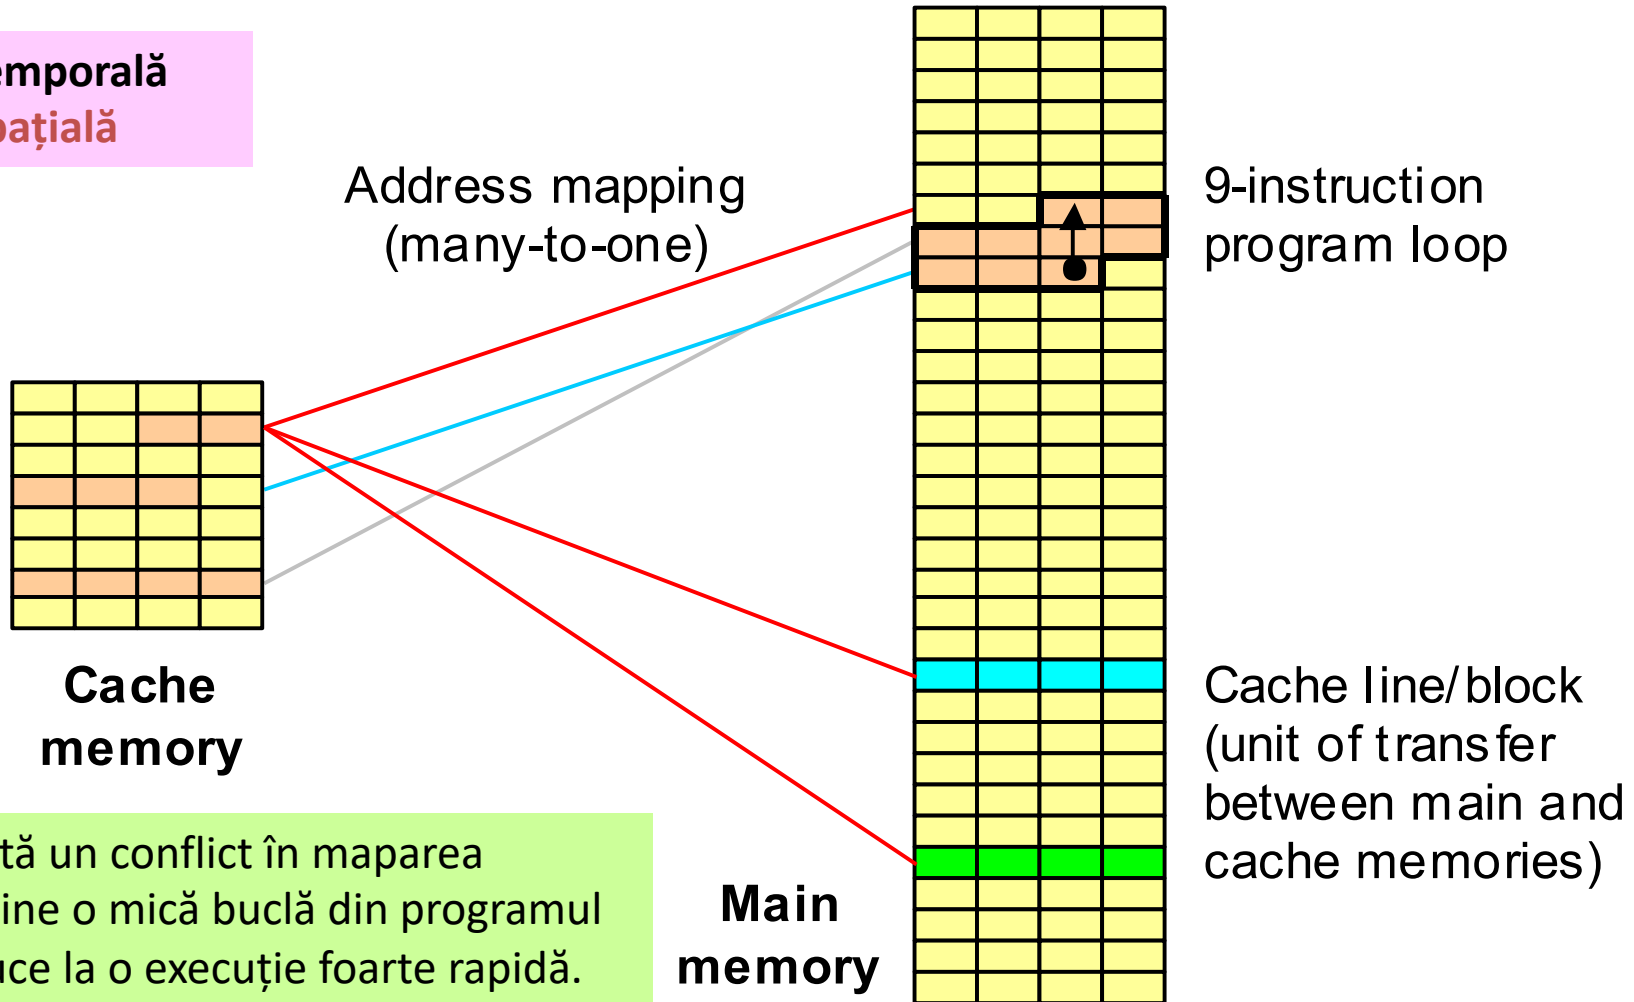 emporală
pațială
Address mapping
(many-to-one)
9-instruction
program loop
Cache
memory
Cache line/block
(unit of transfer
between main and
cache memories)
tă un conflict în maparea
ine o mică buclă din programul
uce la o execuție foarte rapidă.
Main
memory